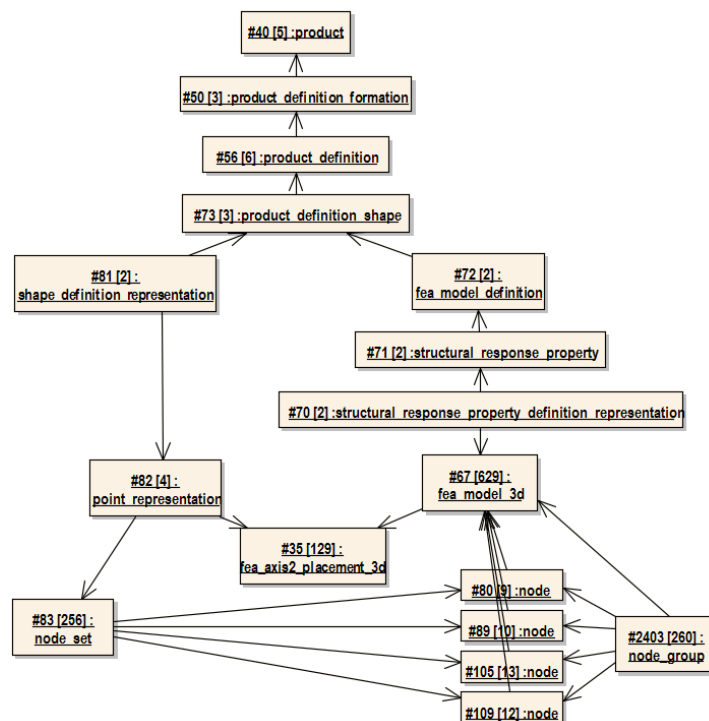 #40 [5] :product
#50 [3] :product_definition_formation
#56 [6] :product_definition
#73 [3] :product_definition_shape
#81 [2] :
shape_definition_representation
#72 [2] :
fea_model_definition
#71 [2] :structural_response_property
#70 [2] :structural_response_property_definition_representation
#82 [4] :
point_representation
#67 [629] :
fea_model_3d
#35 [129] :
fea_axis2_placement_3d
#80 [9] :node
#83 [256] :
node_set
#89 [10] :node
#2403 [260] :
node_group
#105 [13] :node
#109 [12] :node